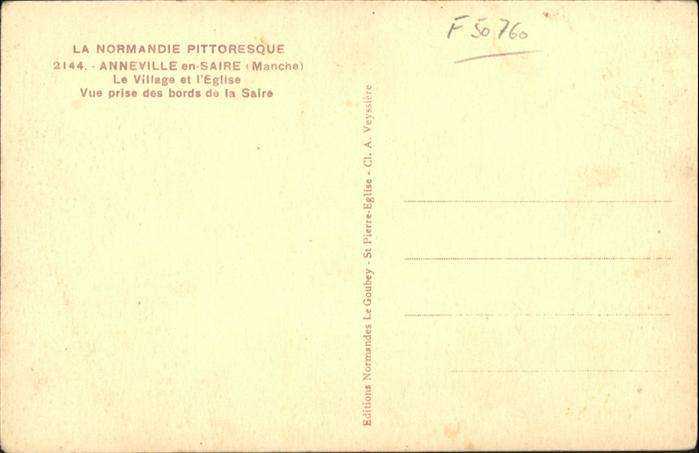 LA NORMANDIE PITTORESQUE
2144. - ANNEVILLE en-SAIRE (Manche)
Le Village et l'Eglise
Vue prise des bords de la Saire
F 50760
Editions Normandes Le Goubey - St Pierre-Eglise - Cl. A. Veyssière